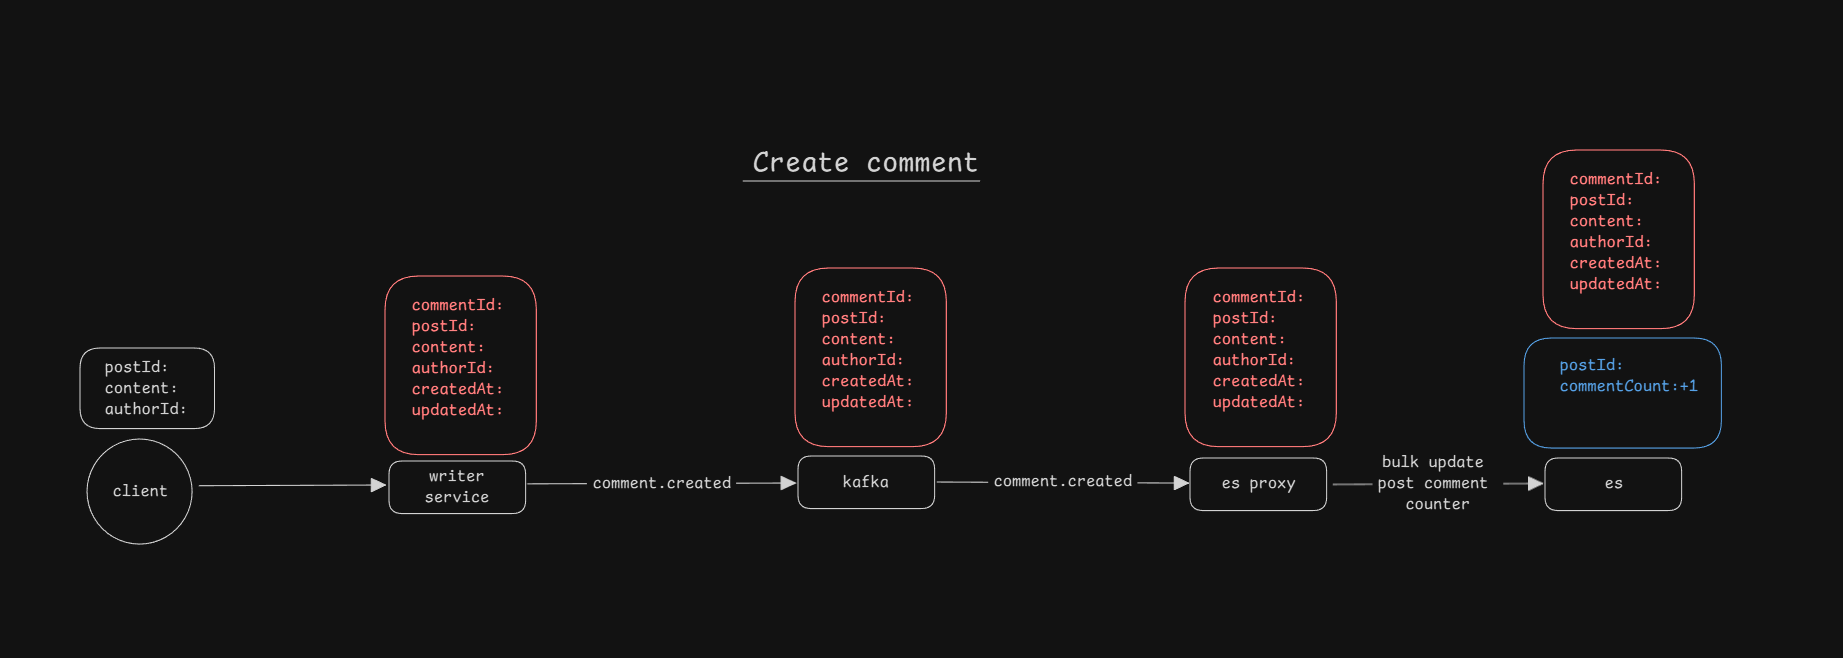 Create comment
postId:
content:
authorId:
client
commentId:
postId:
content:
authorId:
createdAt:
updatedAt:
writer
service
comment.created
commentId:
postId:
content:
authorId:
createdAt:
updatedAt:
kafka
comment.created
commentId:
postId:
content:
authorId:
createdAt:
updatedAt:
es proxy
bulk update
post comment
counter
commentId:
postId:
content:
authorId:
createdAt:
updatedAt:
postId:
commentCount:+1
es